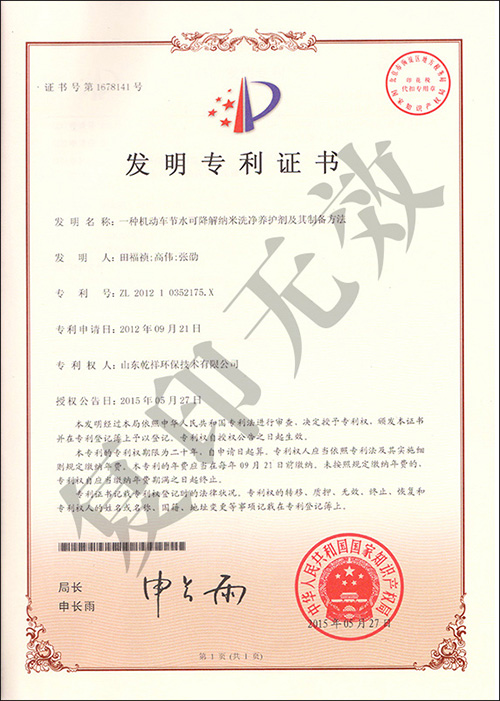 证书号第1678141号
印花税
代扣专用章
发明专利证书
发明名称：一种机动车节水可降解纳米洗净养护剂及其制备方法
发明人：田福祯;高伟;张勋
专利号：ZL 2012 1 0352175.X
专利申请日：2012年09月21日
专利权人：山东乾祥环保技术有限公司
授权公告日：2015年05月27日
本发明经过本局依照中华人民共和国专利法进行审查，决定授予专利权，颁发本证书
并在专利登记簿上予以登记。专利权自授权公告之日起生效。
本专利的专利权期限为二十年，自申请日起算。专利权人应当依照专利法及其实施细
则规定缴纳年费。本专利的年费应当在每年09月21日前缴纳。未按照规定缴纳年费的，
专利权自应当缴纳年费期满之日起终止。
专利证书记载专利权登记时的法律状况。专利权的转移、质押、无效、终止、恢复和
专利权人的姓名或名称、国籍、地址变更等事项记载在专利登记簿上。
局长
申长雨
申长雨
中华人民共和国国家知识产权局
2015年05月27日
第1页(共1页)
复印无效